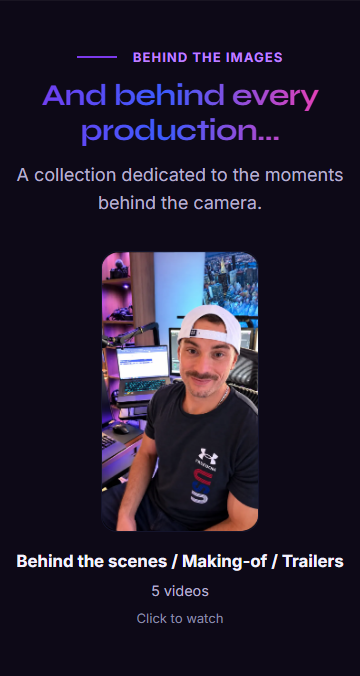 BEHIND THE IMAGES
And behind every
production...
A collection dedicated to the moments
behind the camera.
Behind the scenes / Making-of / Trailers
5 videos
Click to watch